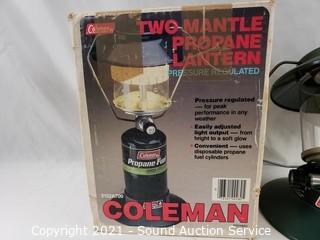 Coleman
TWO-MANTLE
PROPANE
LANTERN
PRESSURE REGULATED
• Pressure regulated
— for peak
performance in any
weather
• Easily adjusted
light output — from
bright to a soft glow
• Convenient — uses
disposable propane
fuel cylinders
Coleman
Propane Fuel
5152A700
COLEMAN
© 2021 - Sound Auction Service